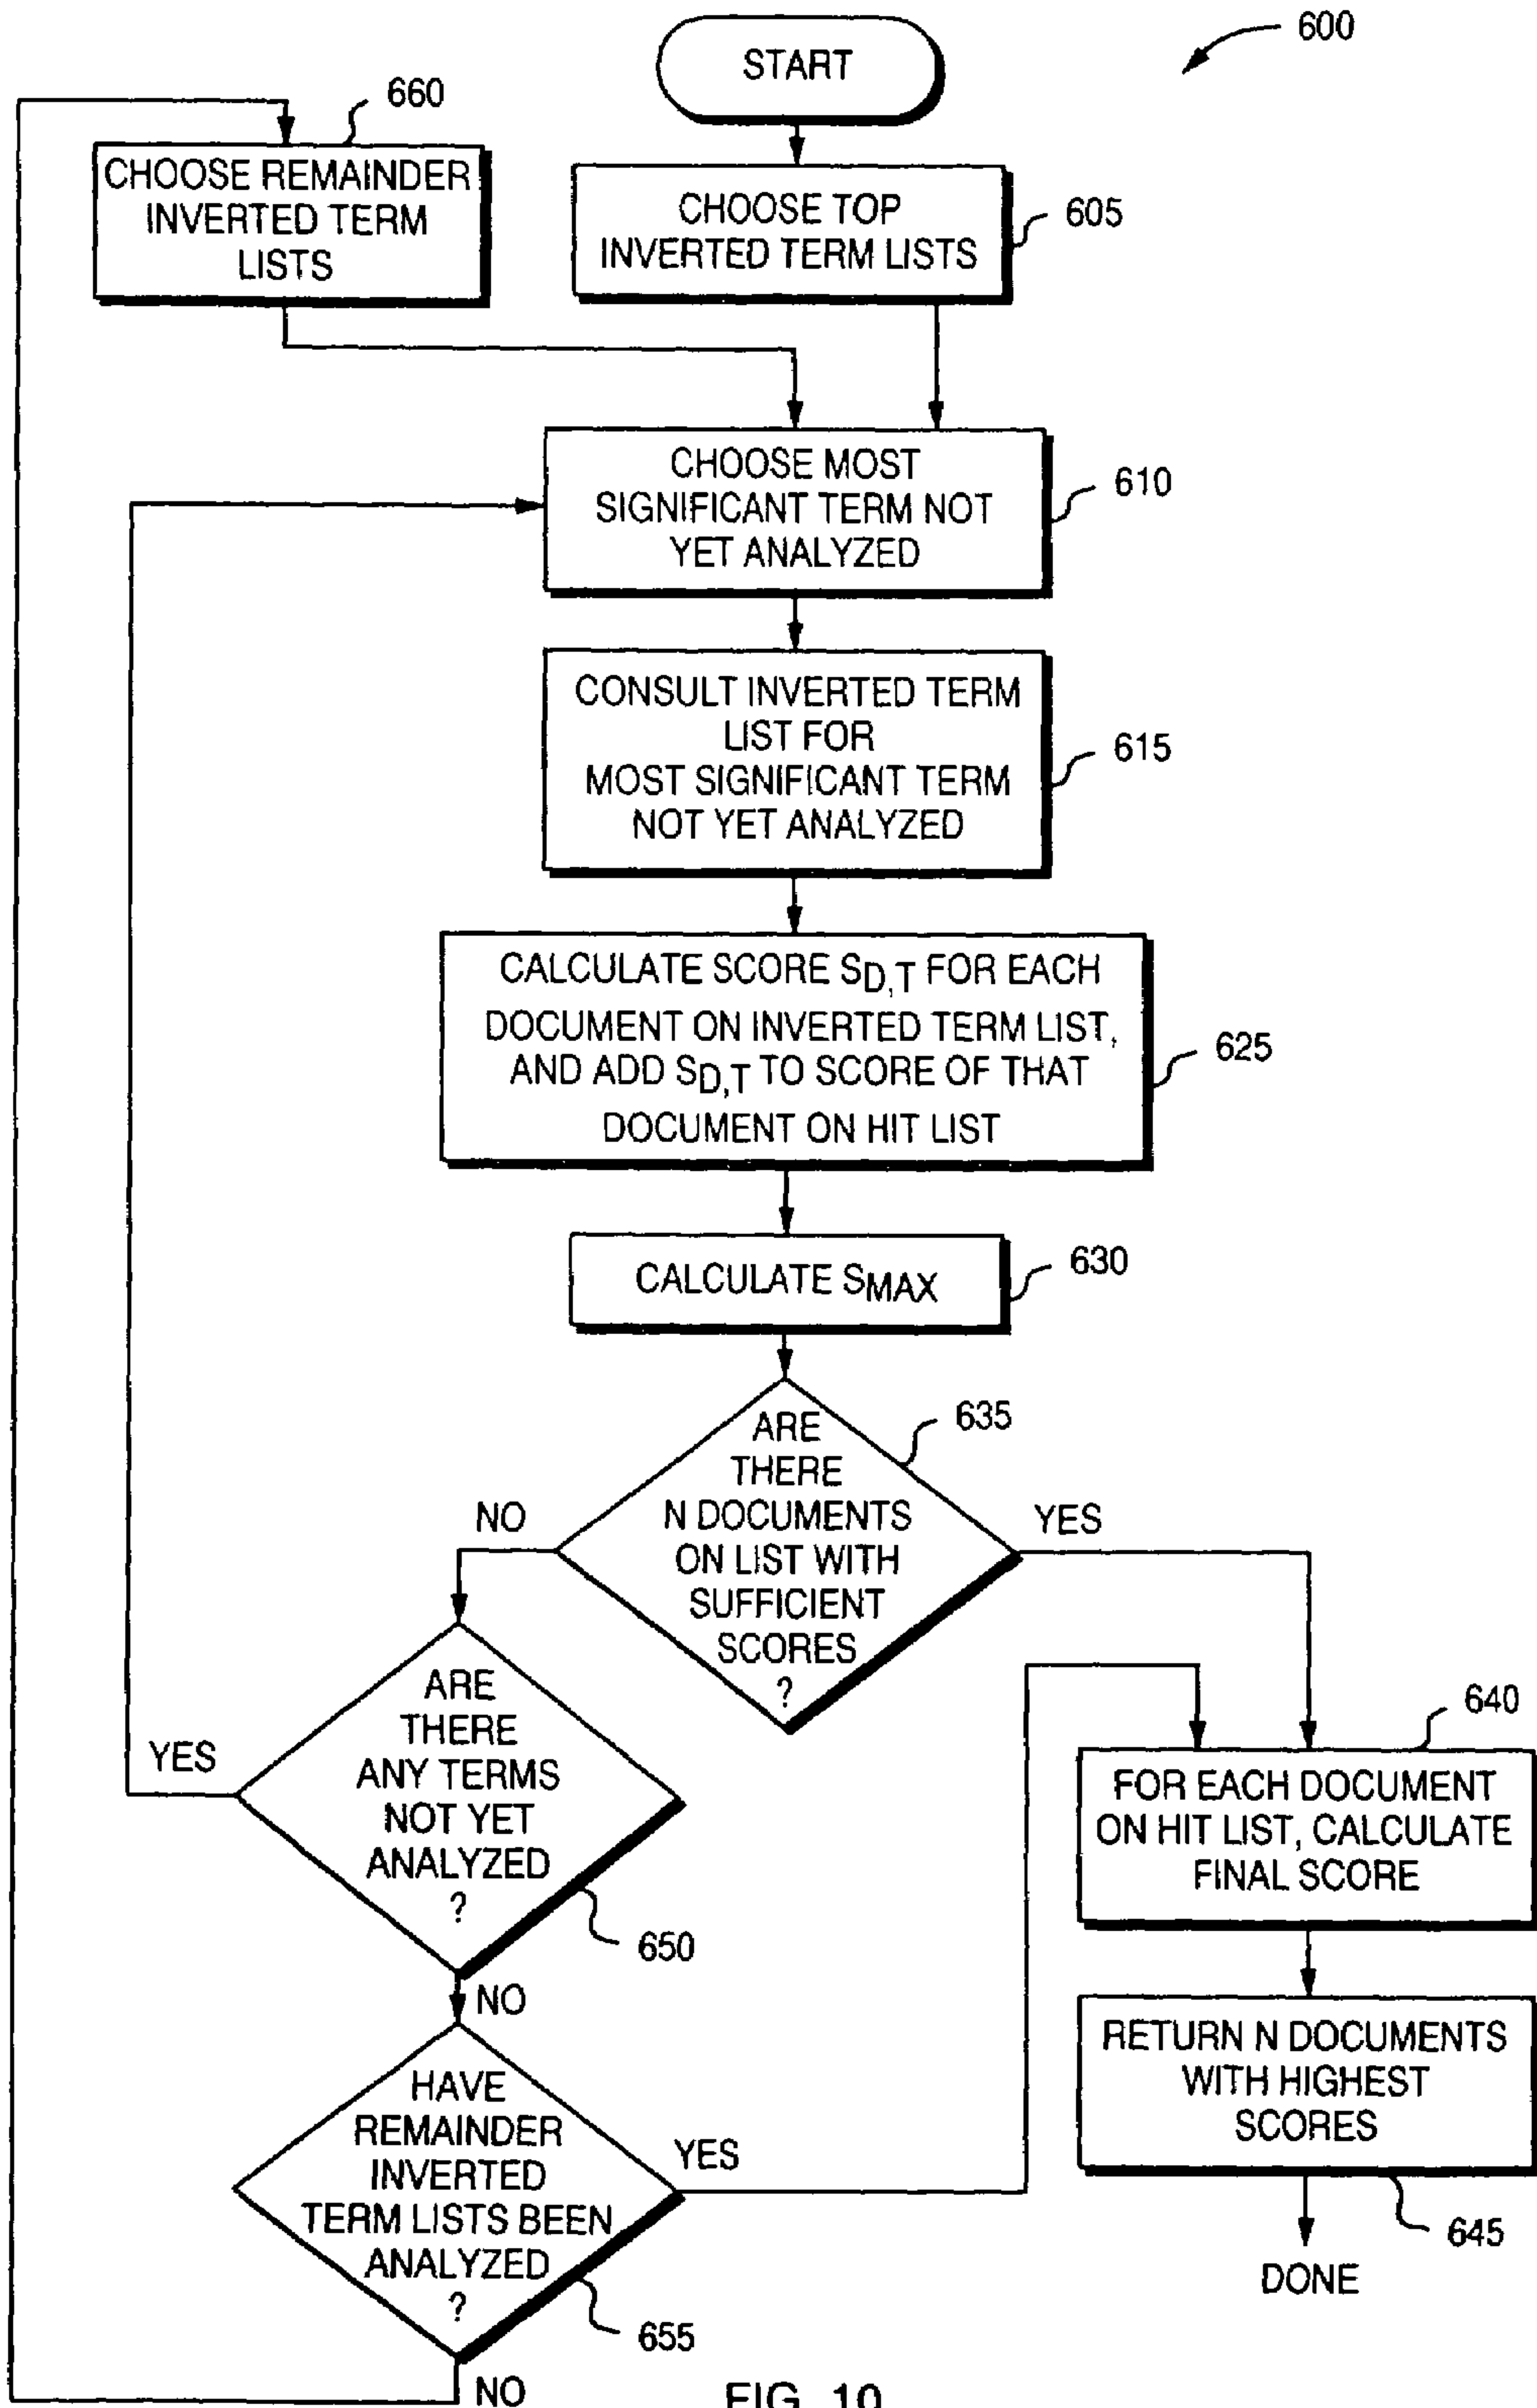 600
START
660
CHOOSE REMAINDER
INVERTED TERM
LISTS
CHOOSE TOP
INVERTED TERM LISTS
605
CHOOSE MOST
SIGNIFICANT TERM NOT
YET ANALYZED
610
CONSULT INVERTED TERM
LIST FOR
MOST SIGNIFICANT TERM
NOT YET ANALYZED
615
CALCULATE SCORE SD,T FOR EACH
DOCUMENT ON INVERTED TERM LIST,
AND ADD SD,T TO SCORE OF THAT
DOCUMENT ON HIT LIST
625
CALCULATE SMAX
630
ARE
THERE
N DOCUMENTS
ON LIST WITH
SUFFICIENT
SCORES
?
635
NO
YES
ARE
THERE
ANY TERMS
NOT YET
ANALYZED
?
YES
650
NO
640
FOR EACH DOCUMENT
ON HIT LIST, CALCULATE
FINAL SCORE
RETURN N DOCUMENTS
WITH HIGHEST
SCORES
645
DONE
HAVE
REMAINDER
INVERTED
TERM LISTS BEEN
ANALYZED
?
YES
655
NO
FIG. 10